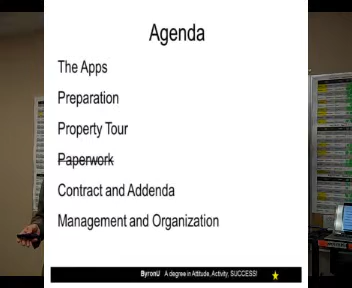 Agenda
The Apps
Preparation
Property Tour
Paperwork
Contract and Addenda
Management and Organization
ByronU A degree in Attitude, Activity, SUCCESS!